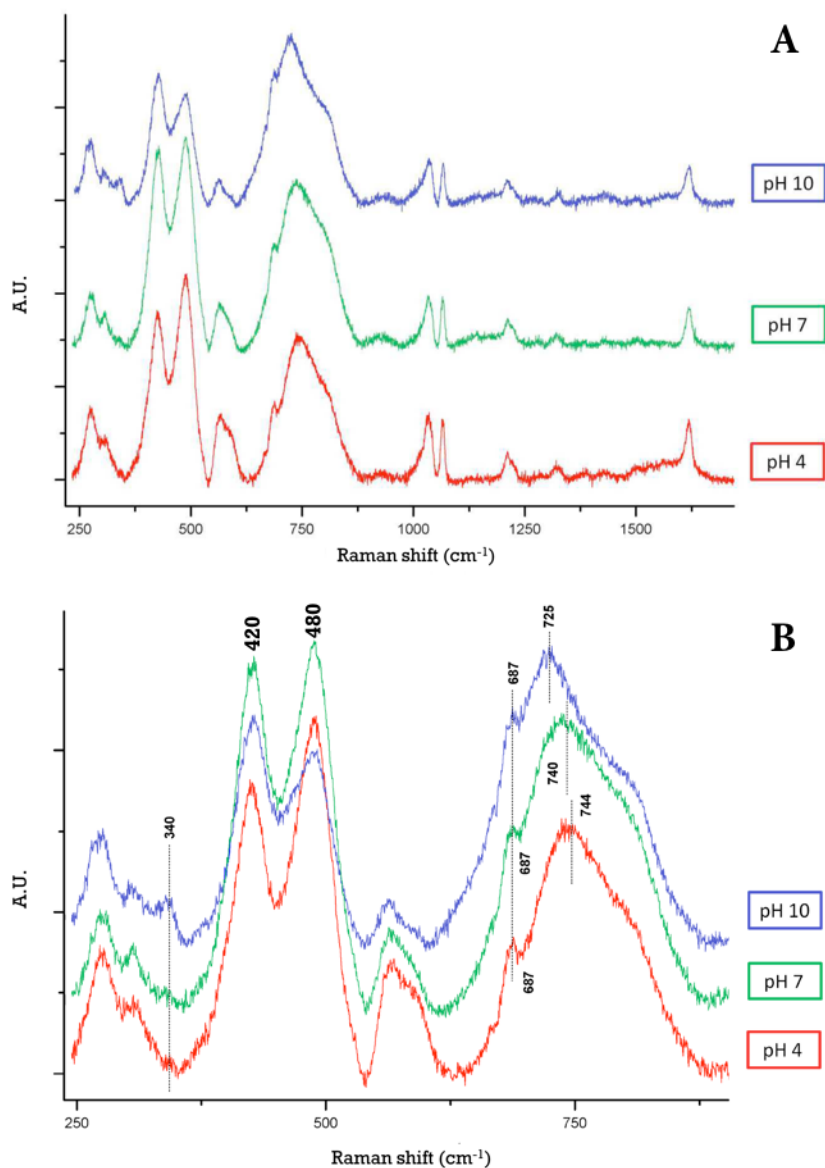 A
A.U.
pH 10
pH 7
pH 4
250 500 750 1000 1250 1500
Raman shift (cm⁻¹)
B
420 480 725
687
340 740 744
687
687
A.U.
pH 10
pH 7
pH 4
250 500 750
Raman shift (cm⁻¹)